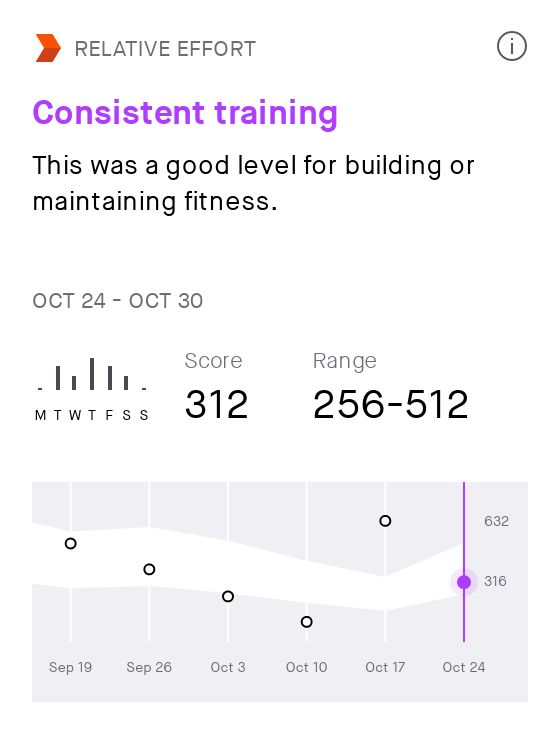 RELATIVE EFFORT
Consistent training
This was a good level for building or
maintaining fitness.
OCT 24 - OCT 30
Score
Range
312
256-512
M T W T F S S
632
316
Sep 19
Sep 26
Oct 3
Oct 10
Oct 17
Oct 24